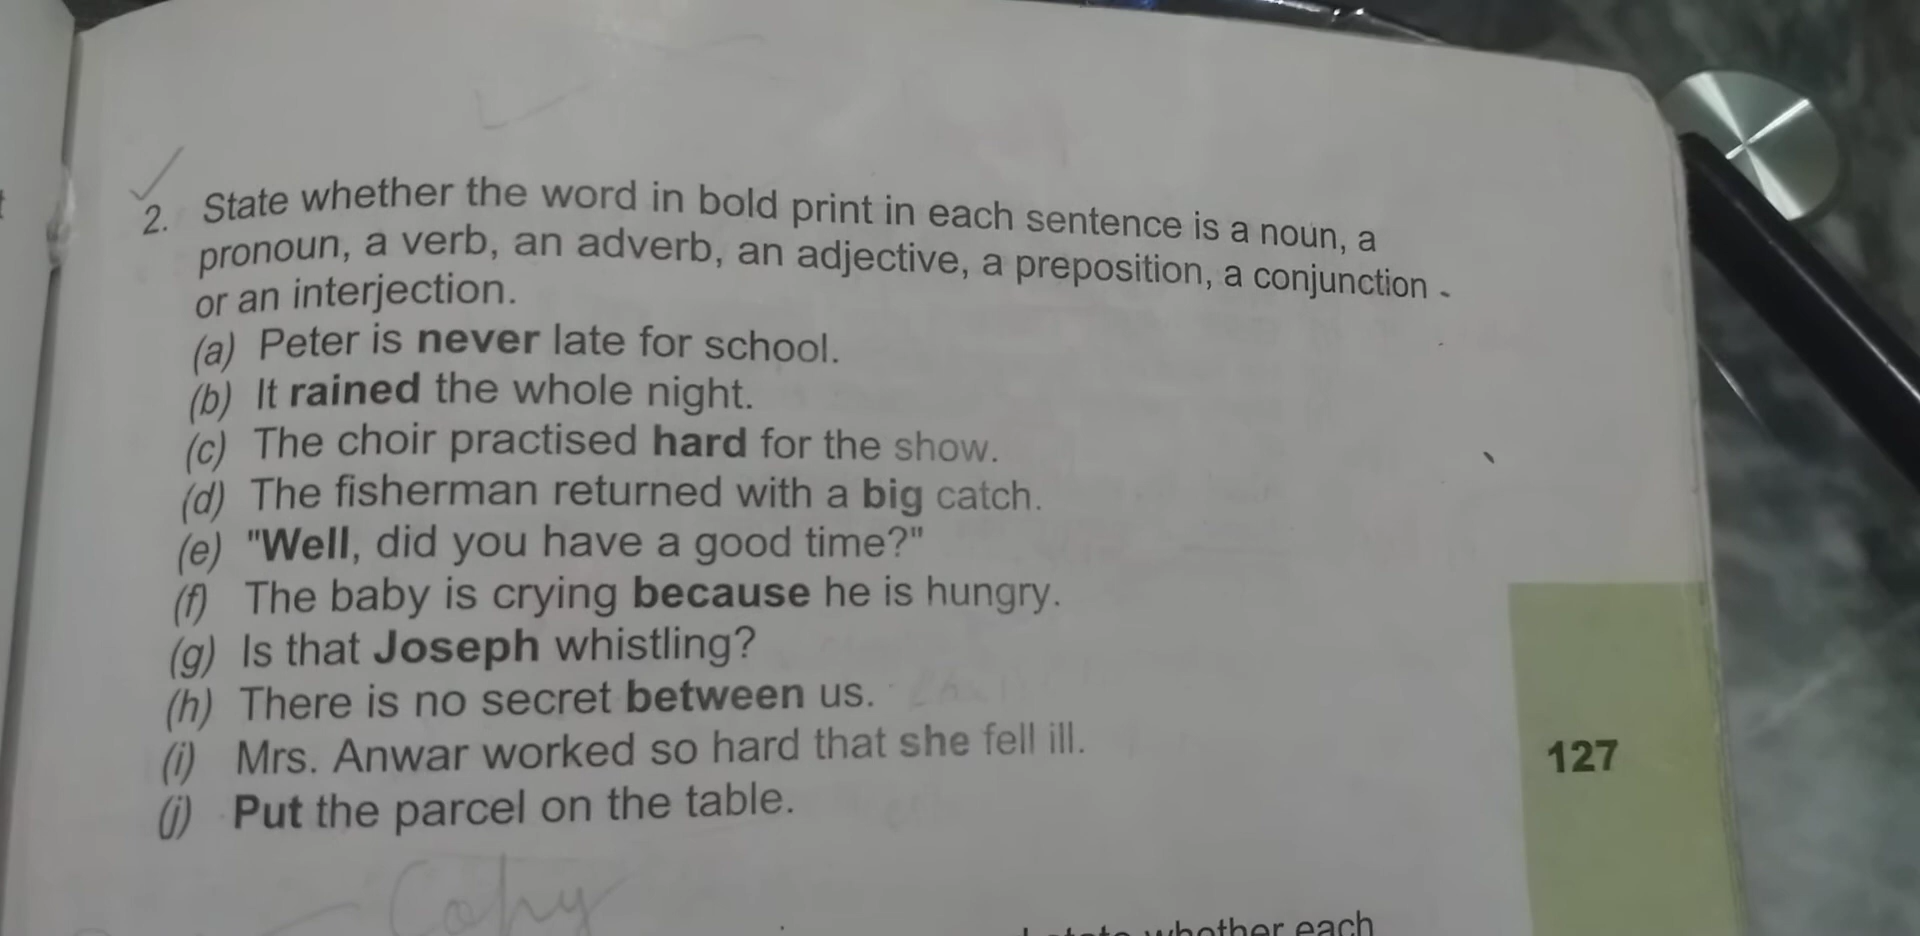 2. State whether the word in bold print in each sentence is a noun, a
pronoun, a verb, an adverb, an adjective, a preposition, a conjunction
or an interjection.
(a) Peter is never late for school.
(b) It rained the whole night.
(c) The choir practised hard for the show.
(d) The fisherman returned with a big catch.
(e) "Well, did you have a good time?"
(f) The baby is crying because he is hungry.
(g) Is that Joseph whistling?
(h) There is no secret between us.
(i) Mrs. Anwar worked so hard that she fell ill.
(j) Put the parcel on the table.
127
Copy
whether each